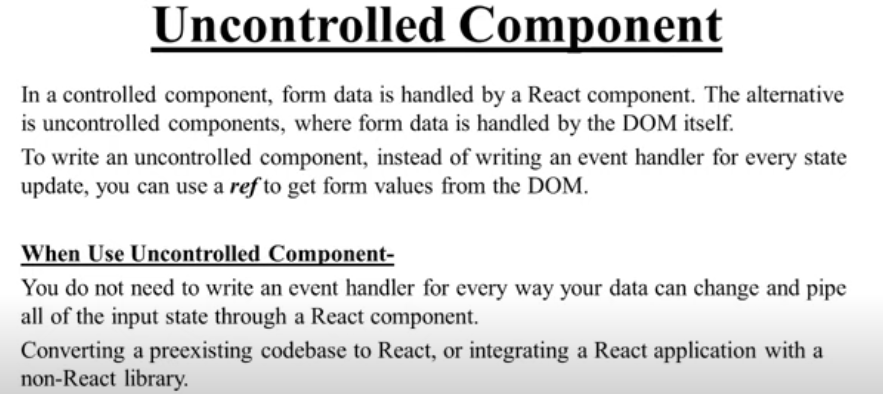 Uncontrolled Component
In a controlled component, form data is handled by a React component. The alternative
is uncontrolled components, where form data is handled by the DOM itself.
To write an uncontrolled component, instead of writing an event handler for every state
update, you can use a ref to get form values from the DOM.
When Use Uncontrolled Component-
You do not need to write an event handler for every way your data can change and pipe
all of the input state through a React component.
Converting a preexisting codebase to React, or integrating a React application with a
non-React library.